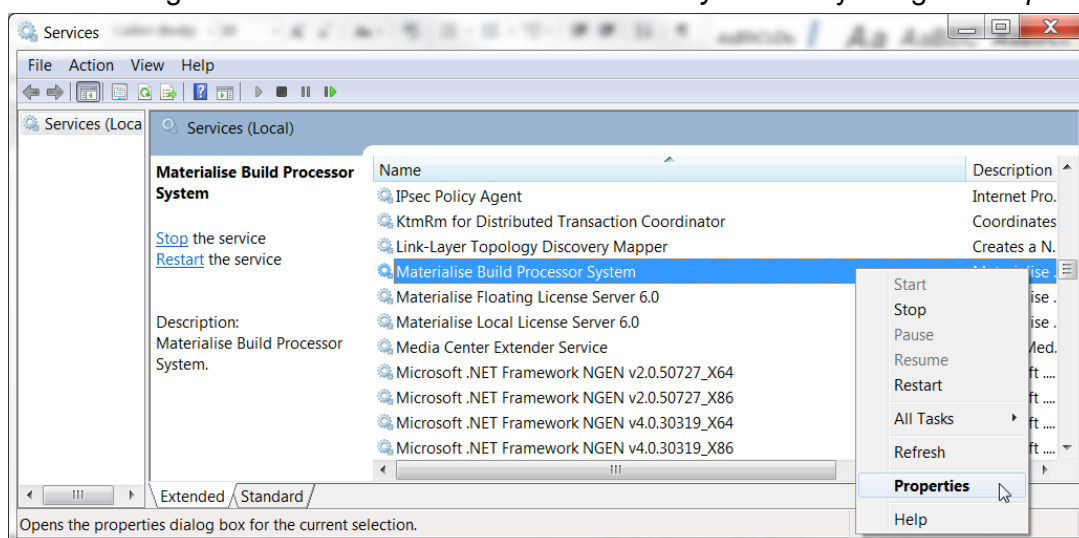 Services
File Action View Help
Services (Loca
Services (Local)
Materialise Build Processor
System
Stop the service
Restart the service
Description:
Materialise Build Processor
System.
Name Description
IPsec Policy Agent Internet Pro.
KtmRm for Distributed Transaction Coordinator Coordinates
Link-Layer Topology Discovery Mapper Creates a N.
Materialise Build Processor System
Materialise Floating License Server 6.0
Materialise Local License Server 6.0
Media Center Extender Service
Microsoft .NET Framework NGEN v2.0.50727_X64
Microsoft .NET Framework NGEN v2.0.50727_X86
Microsoft .NET Framework NGEN v4.0.30319_X64
Microsoft .NET Framework NGEN v4.0.30319_X86
Start
Stop
Pause
Resume
Restart
All Tasks
Refresh
Properties
Help
Extended Standard
Opens the properties dialog box for the current selection.